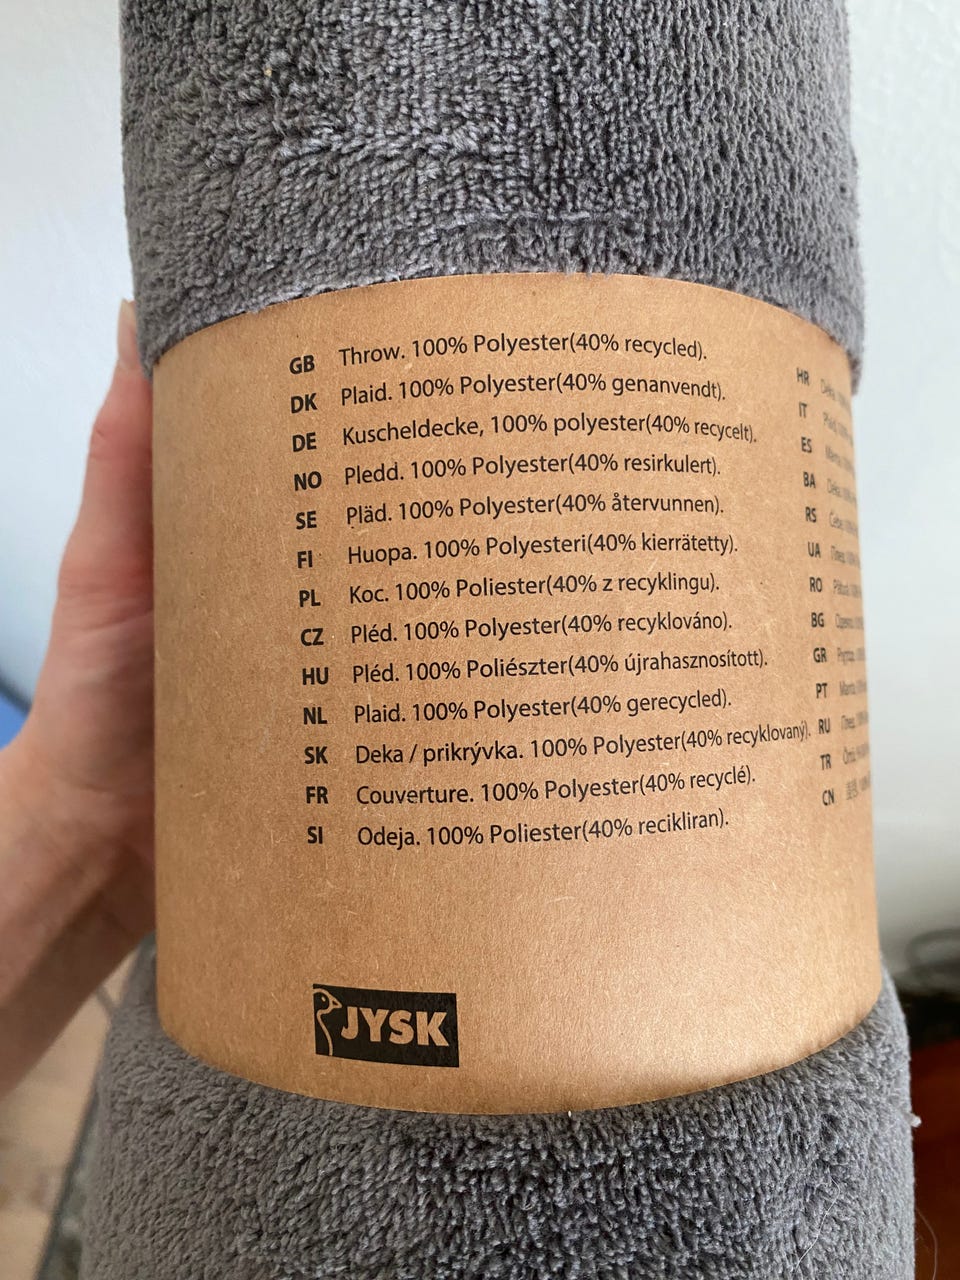 GB Throw. 100% Polyester(40% recycled).
DK Plaid. 100% Polyester(40% genanvendt).
DE Kuscheldecke, 100% polyester(40% recycelt).
NO Pledd. 100% Polyester(40% resirkulert).
SE Pläd. 100% Polyester(40% återvunnen).
FI Huopa. 100% Polyesteri(40% kierrätetty).
PL Koc. 100% Poliester(40% z recyklingu).
CZ Pléd. 100% Polyester(40% recyklováno).
HU Pléd. 100% Poliészter(40% újrahasznosított).
NL Plaid. 100% Polyester(40% gerecycled).
SK Deka / prikrývka. 100% Polyester(40% recyklovaný).
FR Couverture. 100% Polyester(40% recyclé).
SI Odeja. 100% Poliester(40% recikliran).
HR
IT
ES
BA
RS
UA
RO
BG
GR
PT
RU
TR
CN
JYSK